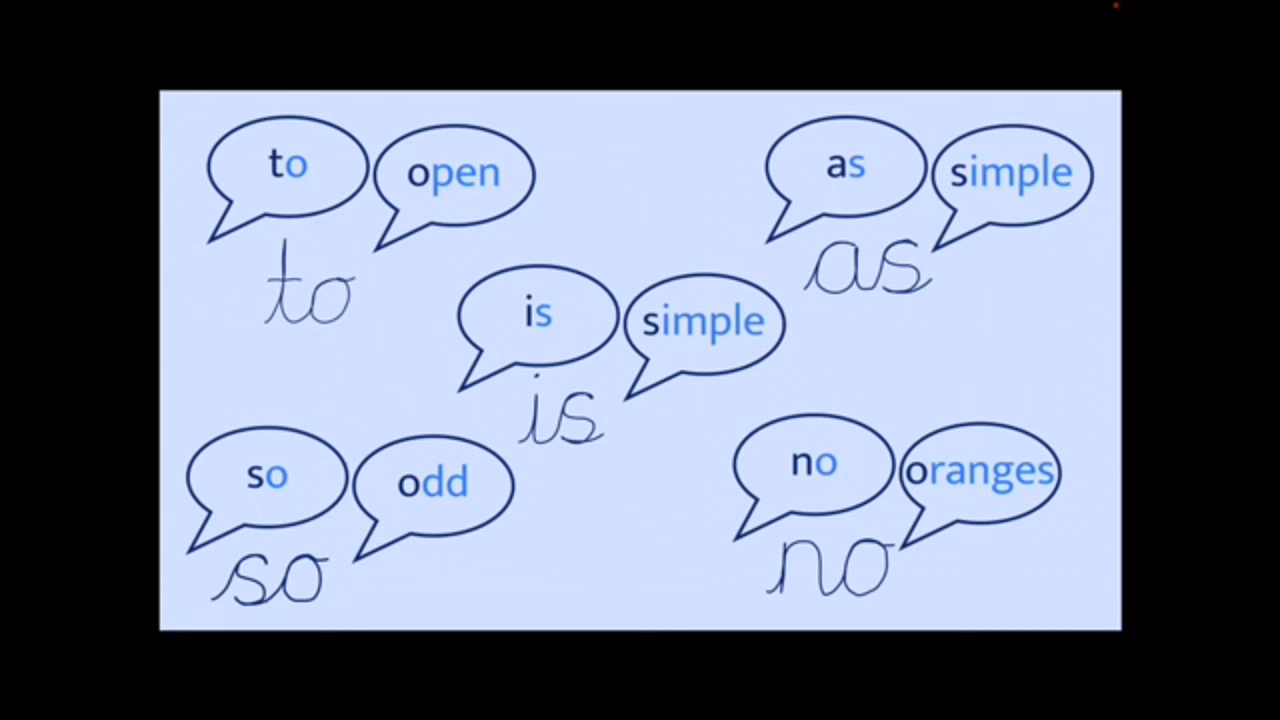 to open
as simple
to
as
is simple
is
so odd
no oranges
so
no